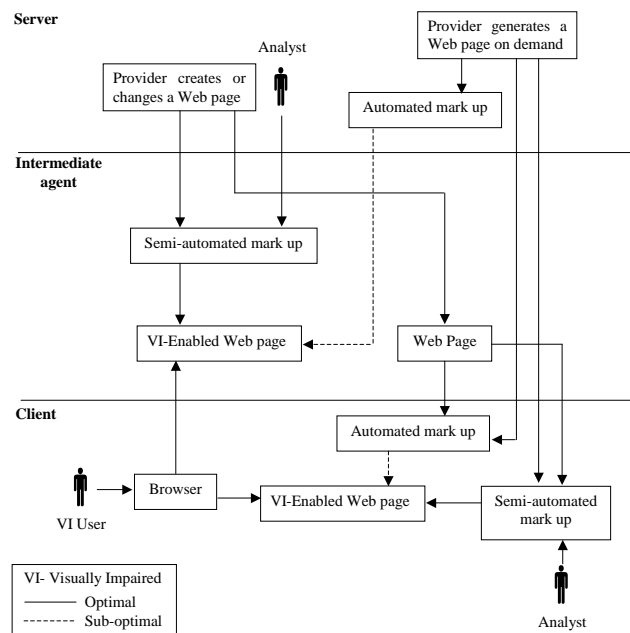 Server
Analyst
Provider generates a
Web page on demand
Provider creates or
changes a Web page
Automated mark up
Intermediate
agent
Semi-automated mark up
VI-Enabled Web page
Web Page
Client
Automated mark up
Browser
VI-Enabled Web page
Semi-automated
mark up
VI User
VI- Visually Impaired
Optimal
Sub-optimal
Analyst